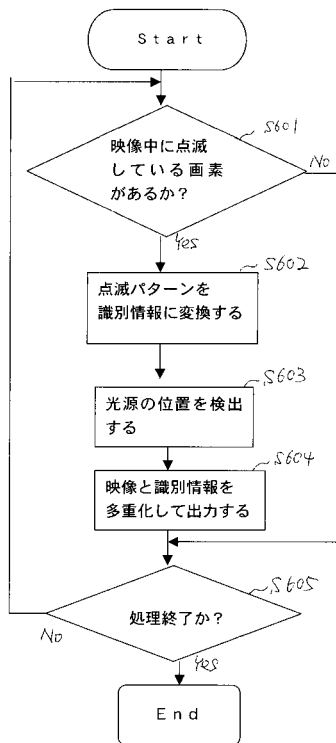 Start
S601
映像中に点滅
している画素
があるか?
No
Yes
S602
点滅パターンを
識別情報に変換する
S603
光源の位置を検出
する
S604
映像と識別情報を
多重化して出力する
S605
処理終了か?
No
Yes
End